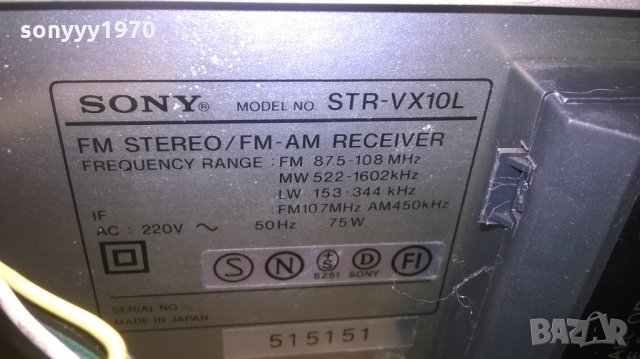 sonyyy1970
SONY® MODEL NO. STR-VX10L
FM STEREO/FM-AM RECEIVER
FREQUENCY RANGE : FM 87.5-108 MHz
MW 522-1602kHz
LW 153-344 kHz
IF :FM10.7MHz AM450kHz
AC : 220V ～ 50Hz 75W
S N S D FI
SZ51 SONY
SERIAL NO.
MADE IN JAPAN
515151
BAZAR